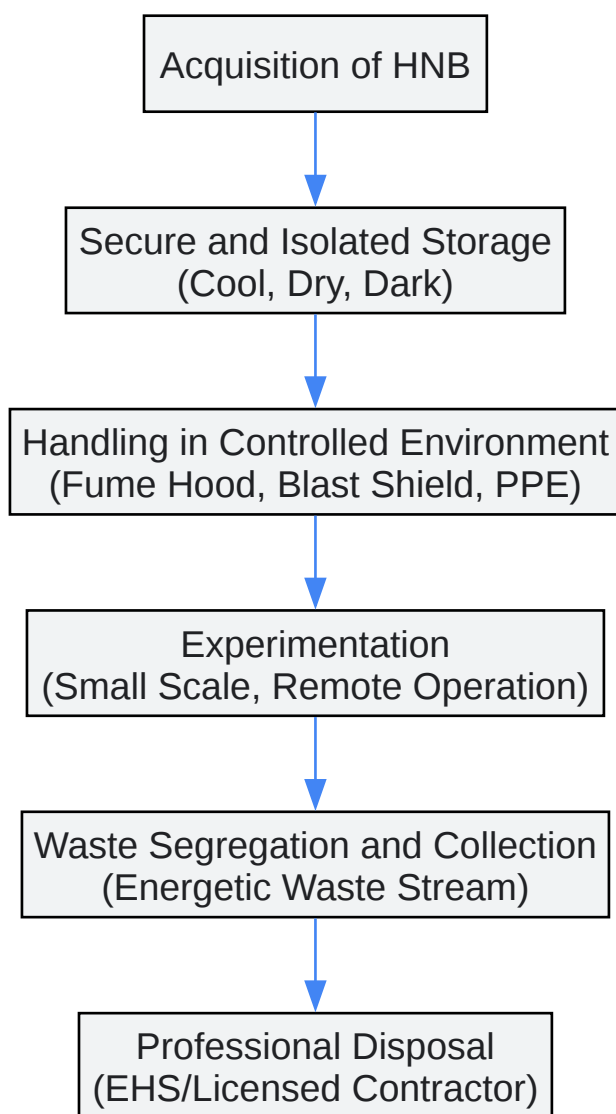 Acquisition of HNB
Secure and Isolated Storage
(Cool, Dry, Dark)
Handling in Controlled Environment
(Fume Hood, Blast Shield, PPE)
Experimentation
(Small Scale, Remote Operation)
Waste Segregation and Collection
(Energetic Waste Stream)
Professional Disposal
(EHS/Licensed Contractor)